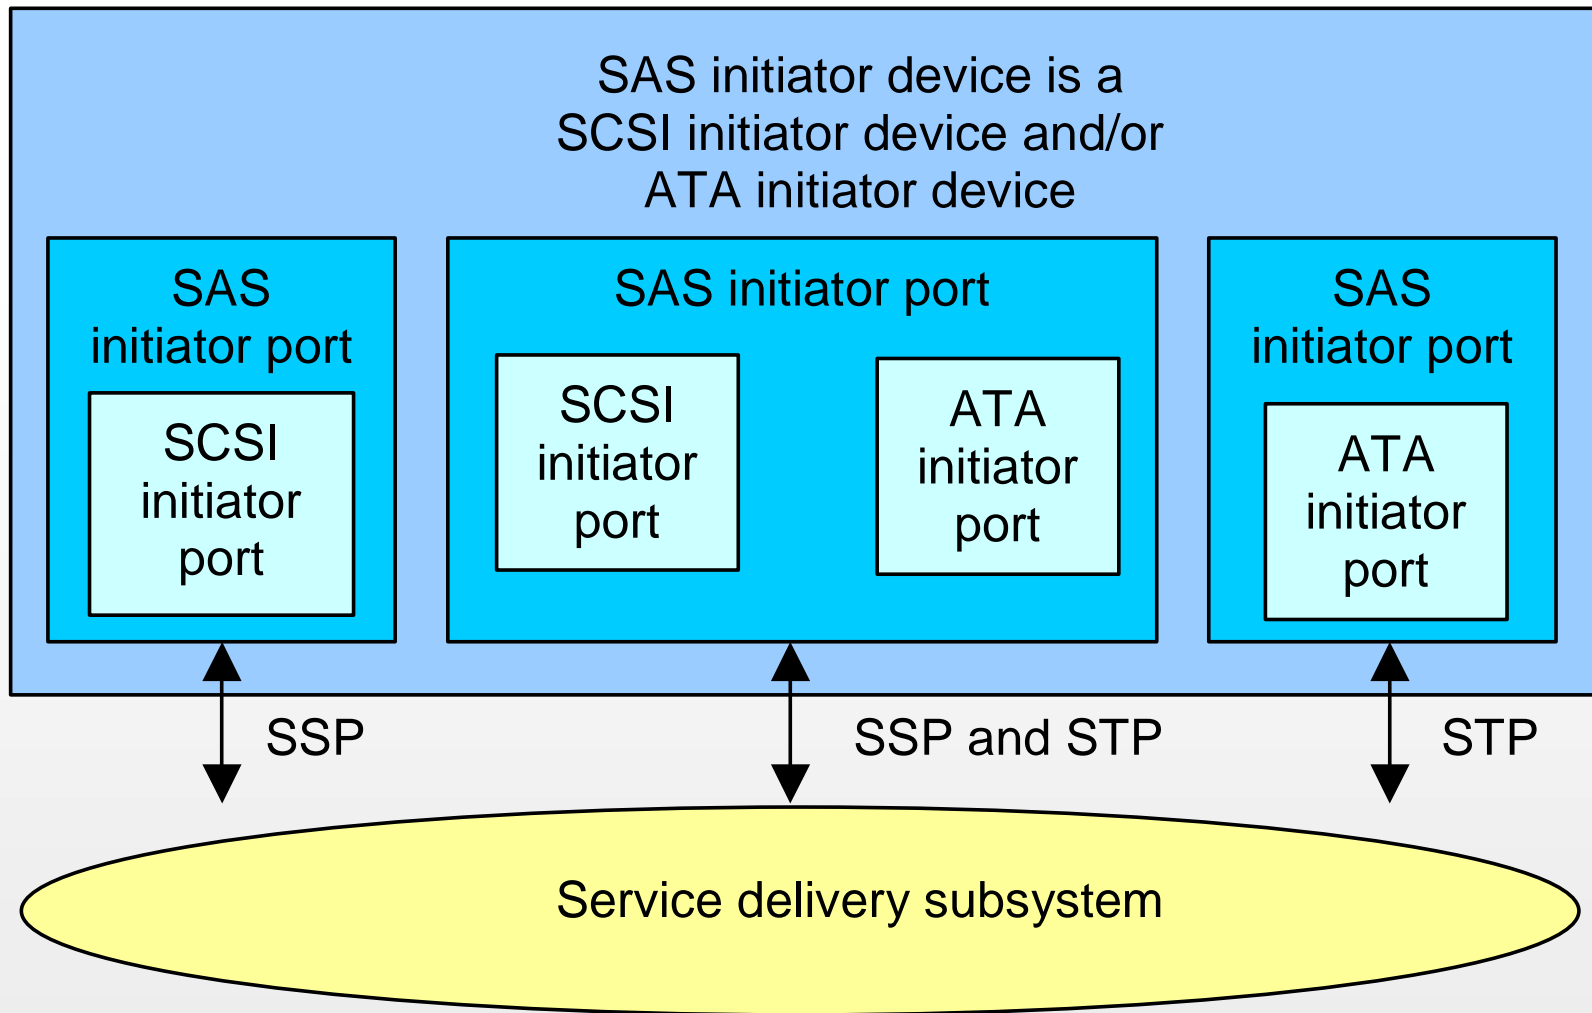 SAS initiator device is a
SCSI initiator device and/or
ATA initiator device
SAS
initiator port
SCSI
initiator
port
SAS initiator port
SCSI
initiator
port
ATA
initiator
port
SAS
initiator port
ATA
initiator
port
SSP
SSP and STP
STP
Service delivery subsystem